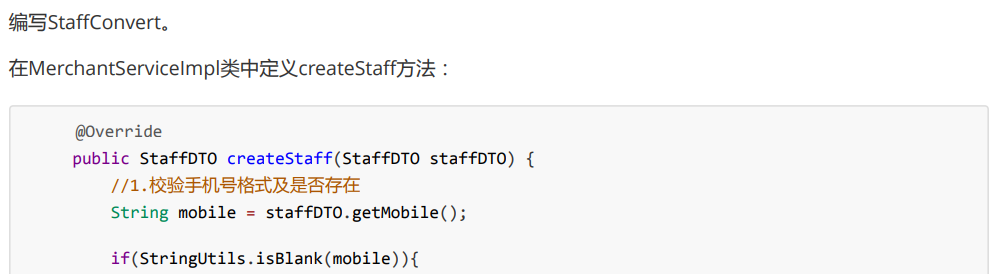 编写StaffConvert。
在MerchantServiceImpl类中定义createStaff方法：
@Override
public StaffDTO createStaff(StaffDTO staffDTO) {
//1.校验手机号格式及是否存在
String mobile = staffDTO.getMobile();
if(StringUtils.isBlank(mobile)){